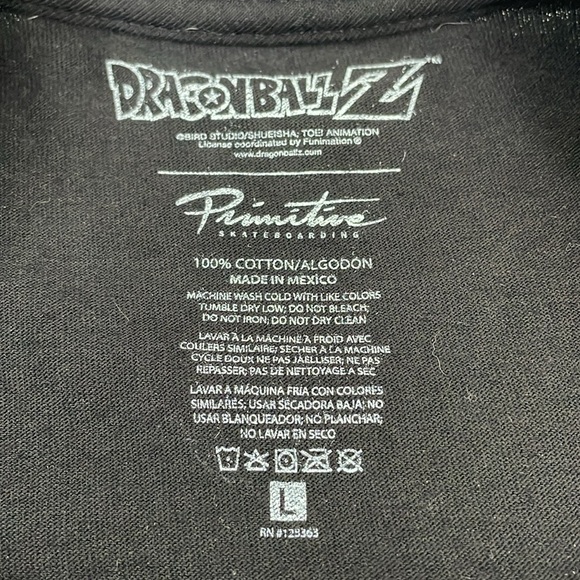 DRAGONBALL Z™
©BIRD STUDIO/SHUEISHA, TOEI ANIMATION
License coordinated by Funimation®
www.dragonballz.com
Primitive
SKATEBOARDING
100% COTTON/ALGODÓN
MADE IN MEXICO
MACHINE WASH COLD WITH LIKE COLORS
TUMBLE DRY LOW; DO NOT BLEACH;
DO NOT IRON; DO NOT DRY CLEAN
LAVAR À LA MACHINE A FROID AVEC
COULERS SIMILAIRE; SÉCHER À LA MACHINE
CYCLE DOUX NE PAS JAELLISER; NE PAS
REPASSER; PAS DE NETTOYAGE A SEC
LAVAR A MÁQUINA FRIA CON COLORES
SIMILARES; USAR SECADORA BAJA; NO
USAR BLANQUEADOR; NO PLANCHAR;
NO LAVAR EN SECO
L
RN #125363